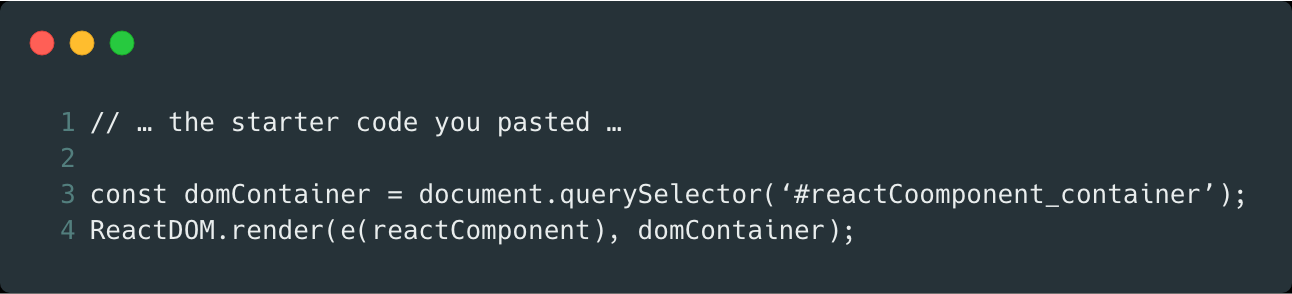 1 // … the starter code you pasted …
2
3 const domContainer = document.querySelector(‘#reactCoomponent_container’);
4 ReactDOM.render(e(reactComponent), domContainer);